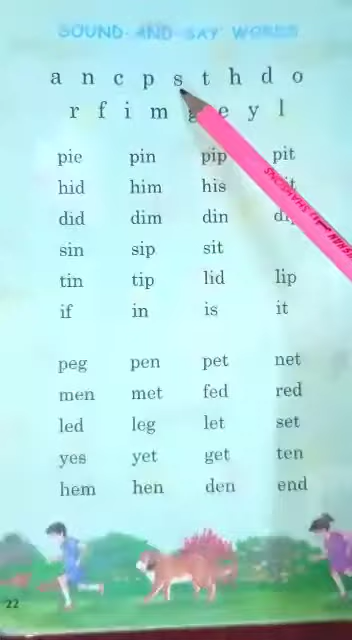 SOUND-AND-SAY WORDS
a n c p s t h d o
r f i m g e y l
pie pin pip pit
hid him his
did dim din
sin sip sit
tin tip lid lip
if in is it
peg pen pet net
men met fed red
led leg let set
yes yet get ten
hem hen den end
22